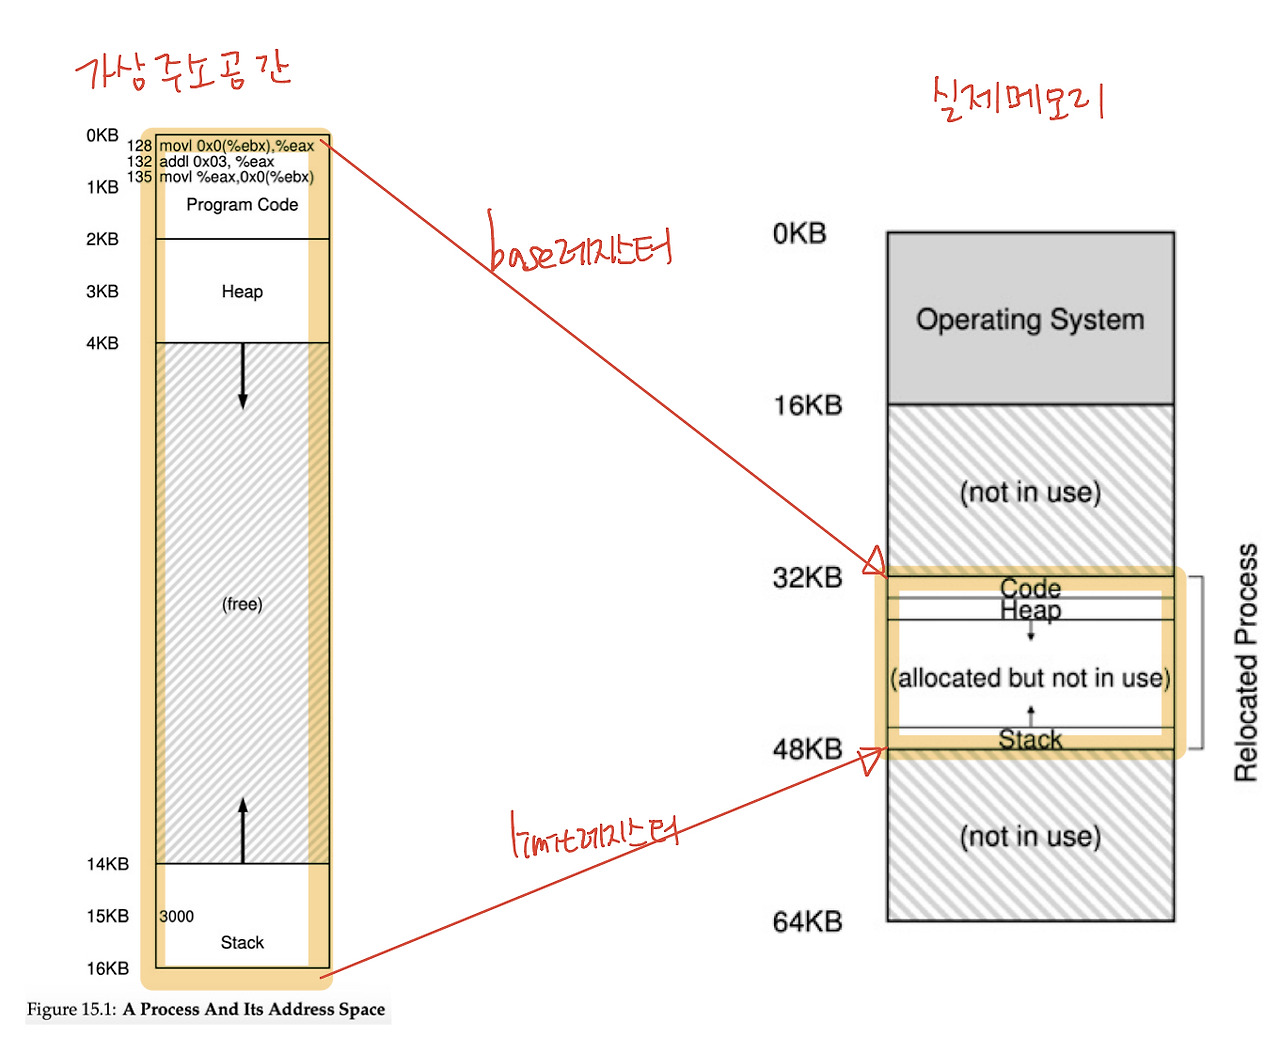 가상주소공간
0KB
128 movl 0x0(%ebx),%eax
132 addl 0x03, %eax
135 movl %eax,0x0(%ebx)
1KB
Program Code
2KB
3KB
Heap
4KB
(free)
14KB
15KB
3000
Stack
16KB
Figure 15.1: A Process And Its Address Space
base레지스터
limit레지스터
실제메모리
0KB
Operating System
16KB
(not in use)
32KB
Code
Heap
(allocated but not in use)
Stack
48KB
(not in use)
64KB
Relocated Process